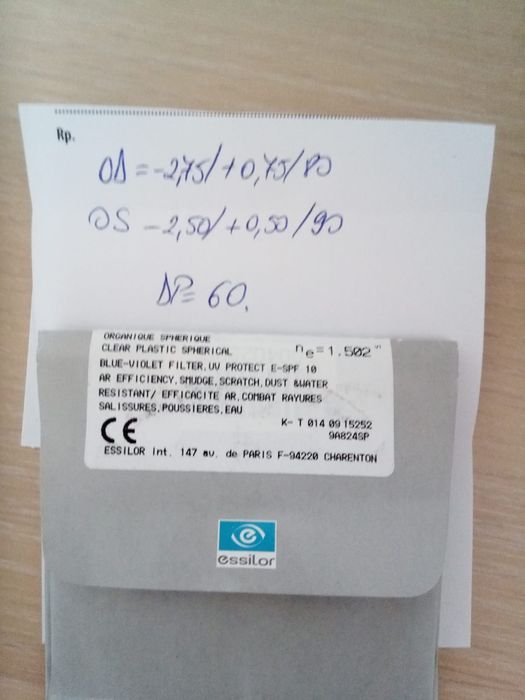 Rp.
OD = -2,75/+0,75/80
OS -2,50/+0,50/90
DP= 60.
ORGANIQUE SPHERIQUE
CLEAR PLASTIC SPHERICAL
ne=1.502
BLUE-VIOLET FILTER, UV PROTECT E-SPF 10
AR EFFICIENCY, SMUDGE, SCRATCH, DUST &WATER
RESISTANT/ EFFICACITE AR, COMBAT RAYURES
SALISSURES, POUSSIERES, EAU
CE
K- T 014 09 15252
9A824SP
ESSILOR Int. 147 av. de PARIS F-94220 CHARENTON
essilor